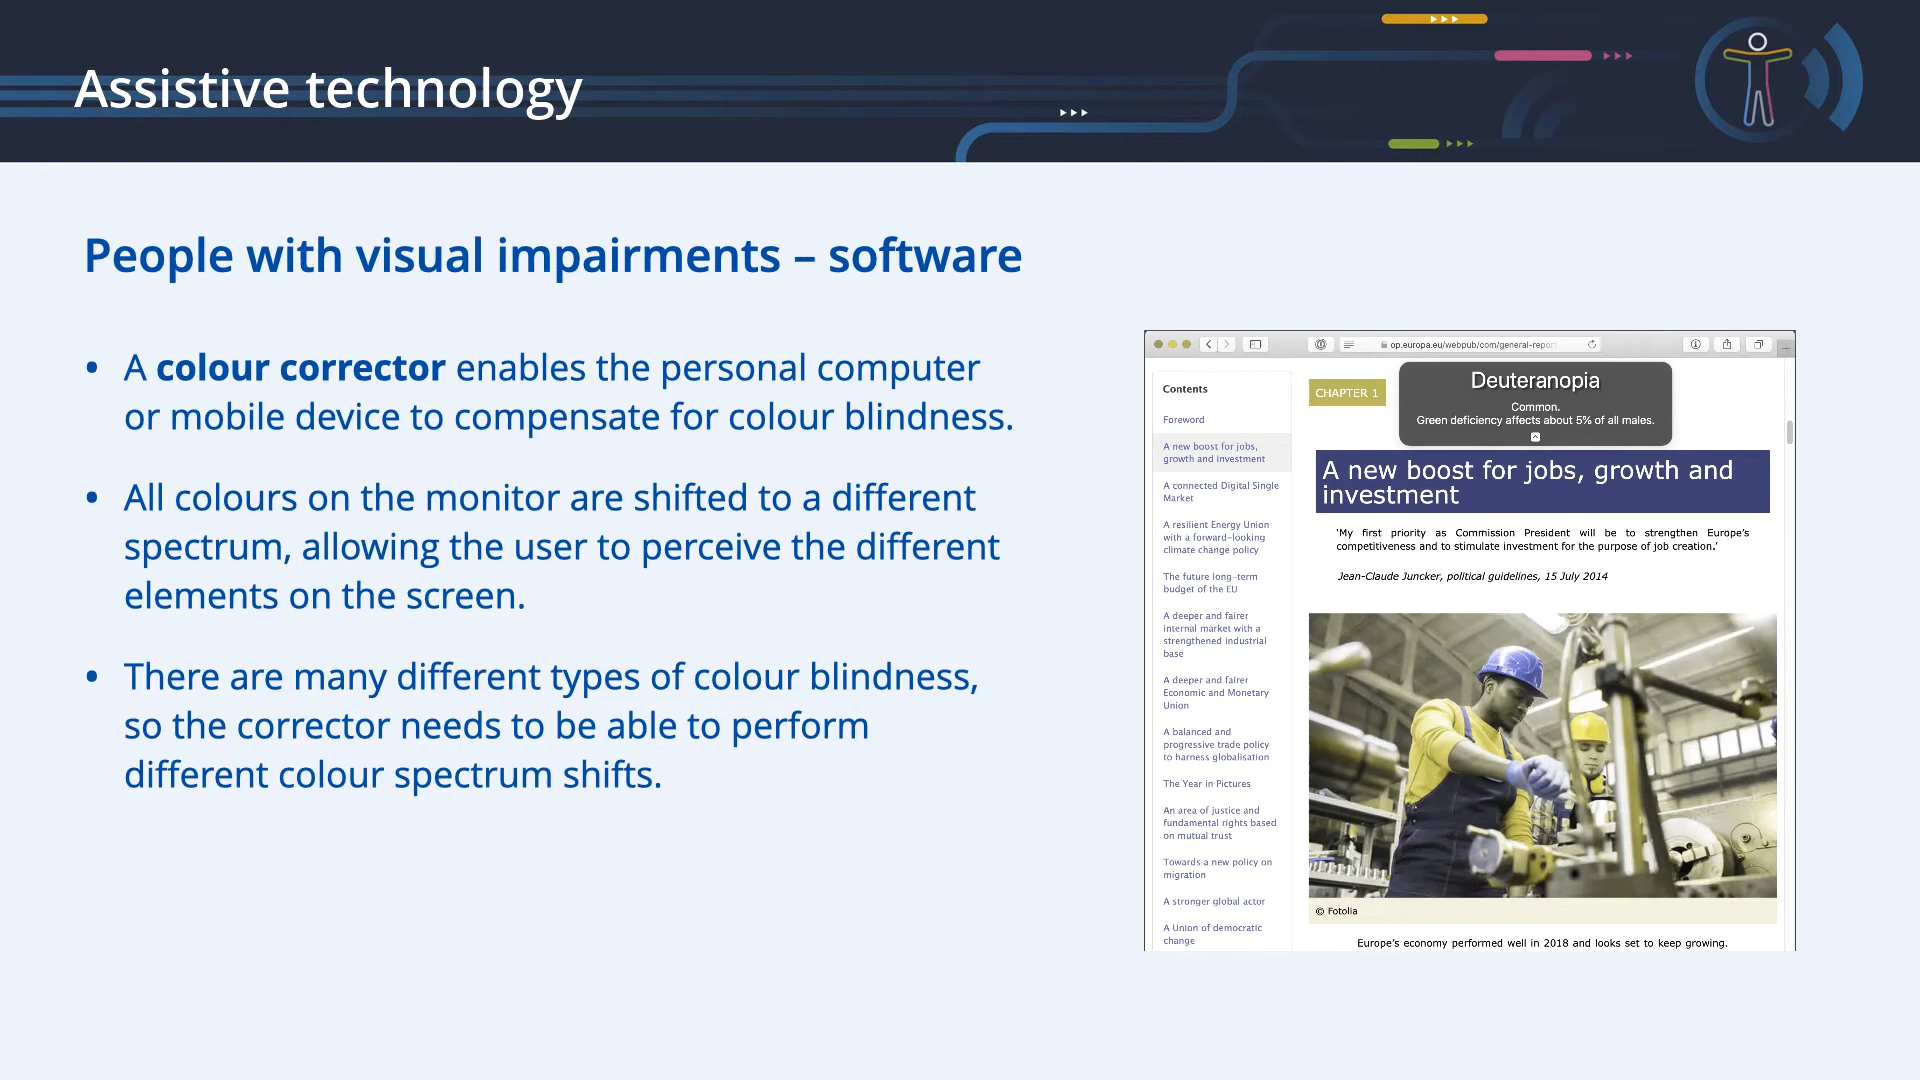 Assistive technology
People with visual impairments – software
• A colour corrector enables the personal computer
or mobile device to compensate for colour blindness.
• All colours on the monitor are shifted to a different
spectrum, allowing the user to perceive the different
elements on the screen.
• There are many different types of colour blindness,
so the corrector needs to be able to perform
different colour spectrum shifts.
op.europa.eu/webpub/com/general-report
Contents
Foreword
A new boost for jobs,
growth and investment
A connected Digital Single
Market
A resilient Energy Union
with a forward-looking
climate change policy
The future long-term
budget of the EU
A deeper and fairer
internal market with a
strengthened industrial
base
A deeper and fairer
Economic and Monetary
Union
A balanced and
progressive trade policy
to harness globalisation
The Year in Pictures
An area of justice and
fundamental rights based
on mutual trust
Towards a new policy on
migration
A stronger global actor
A Union of democratic
change
CHAPTER 1
Deuteranopia
Common.
Green deficiency affects about 5% of all males.
A new boost for jobs, growth and
investment
‘My first priority as Commission President will be to strengthen Europe’s
competitiveness and to stimulate investment for the purpose of job creation.’
Jean-Claude Juncker, political guidelines, 15 July 2014
© Fotolia
Europe’s economy performed well in 2018 and looks set to keep growing.